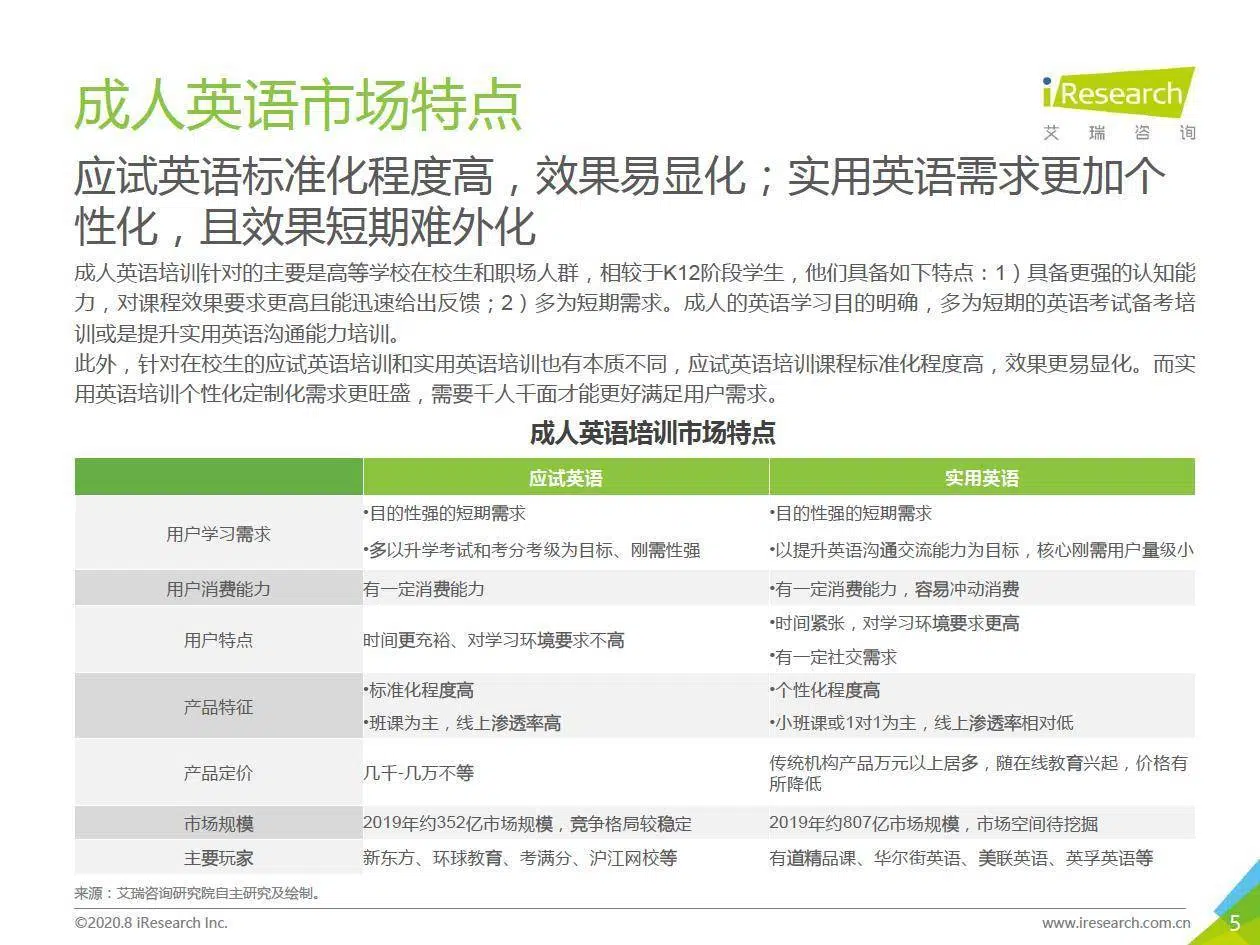 成人英语市场特点
iResearch
艾瑞咨询
应试英语标准化程度高，效果易显化；实用英语需求更加个
性化，且效果短期难外化
成人英语培训针对的主要是高等学校在校生和职场人群，相较于K12阶段学生，他们具备如下特点：1）具备更强的认知能
力，对课程效果要求更高且能迅速给出反馈；2）多为短期需求。成人的英语学习目的明确，多为短期的英语考试备考培
训或是提升实用英语沟通能力培训。
此外，针对在校生的应试英语培训和实用英语培训也有本质不同，应试英语培训课程标准化程度高，效果更易显化。而实
用英语培训个性化定制化需求更旺盛，需要千人千面才能更好满足用户需求。
成人英语培训市场特点
应试英语 实用英语
用户学习需求
•目的性强的短期需求
•多以升学考试和考分考级为目标、刚需性强
•目的性强的短期需求
•以提升英语沟通交流能力为目标，核心刚需用户量级小
用户消费能力
有一定消费能力
•有一定消费能力，容易冲动消费
用户特点
时间更充裕、对学习环境要求不高
•时间紧张，对学习环境要求更高
•有一定社交需求
产品特征
•标准化程度高
•班课为主，线上渗透率高
•个性化程度高
•小班课或1对1为主，线上渗透率相对低
产品定价
几千-几万不等
传统机构产品万元以上居多，随在线教育兴起，价格有
所降低
市场规模
2019年约352亿市场规模，竞争格局较稳定
2019年约807亿市场规模，市场空间待挖掘
主要玩家
新东方、环球教育、考满分、沪江网校等
有道精品课、华尔街英语、美联英语、英孚英语等
来源：艾瑞咨询研究院自主研究及绘制。
©2020.8 iResearch Inc.
www.iresearch.com.cn
5